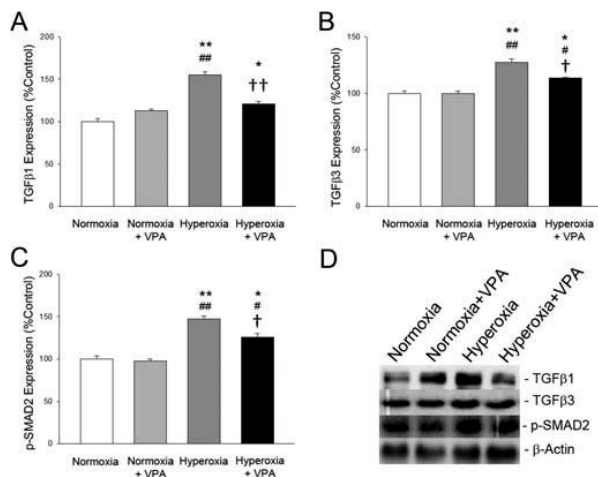 A
TGFβ1 Expression (%Control)
200
150
100
50
0
**
##
*
††
Normoxia
Normoxia
+ VPA
Hyperoxia
Hyperoxia
+ VPA
B
TGFβ3 Expression (%Control)
150
100
50
0
**
##
*
#
†
Normoxia
Normoxia
+ VPA
Hyperoxia
Hyperoxia
+ VPA
C
p-SMAD2 Expression (%Control)
200
150
100
50
0
**
##
*
#
†
Normoxia
Normoxia
+ VPA
Hyperoxia
Hyperoxia
+ VPA
D
Normoxia
Normoxia+VPA
Hyperoxia
Hyperoxia+VPA
- TGFβ1
- TGFβ3
- p-SMAD2
- β-Actin